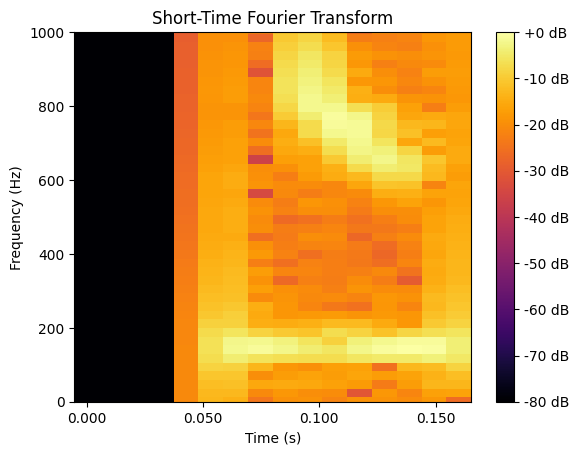 Short-Time Fourier Transform
Frequency (Hz)
1000
800
600
400
200
0
0.000
0.050
0.100
0.150
Time (s)
+0 dB
-10 dB
-20 dB
-30 dB
-40 dB
-50 dB
-60 dB
-70 dB
-80 dB